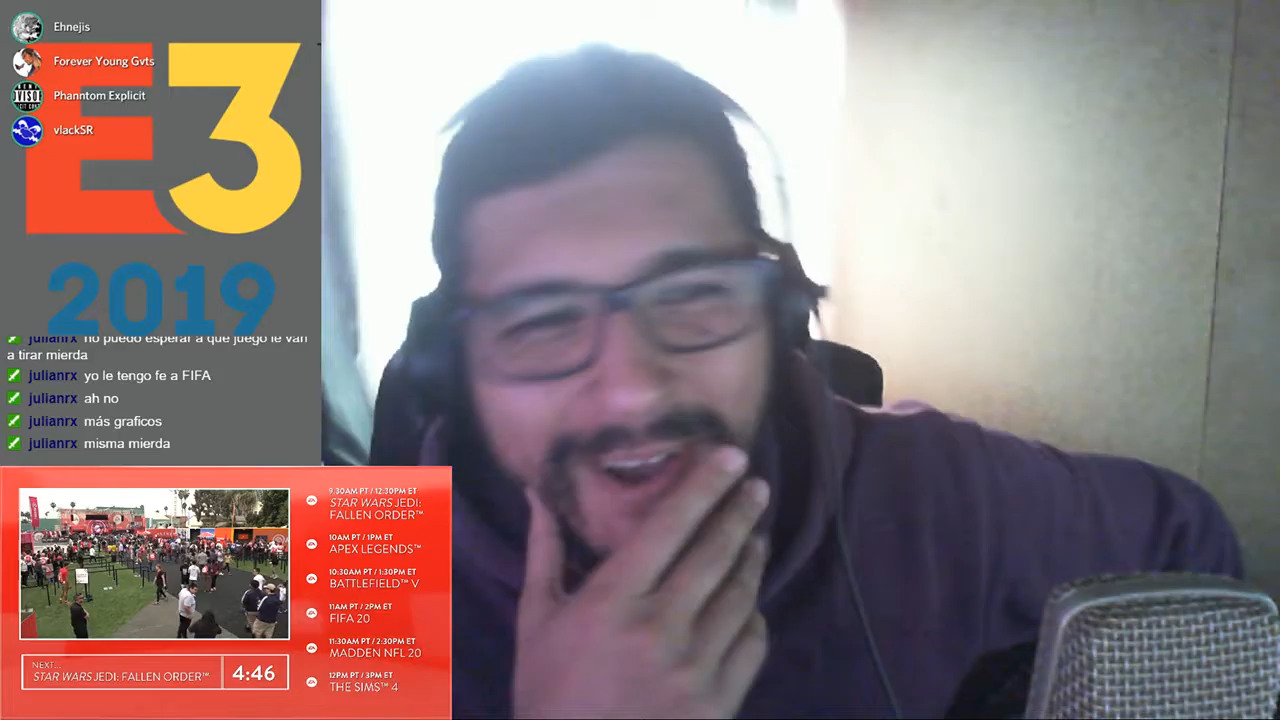 Ehnejis
Forever Young Gvts
Phanntom Explicit
vlackSR
E3
2019
julianrx no puedo esperar a que juego le van
a tirar mierda
julianrx yo le tengo fe a FIFA
julianrx ah no
julianrx más graficos
julianrx misma mierda
9:30AM PT / 12:30PM ET
STAR WARS JEDI:
FALLEN ORDER™
10AM PT / 1PM ET
APEX LEGENDS™
10:30AM PT / 1:30PM ET
BATTLEFIELD™ V
11AM PT / 2PM ET
FIFA 20
11:30AM PT / 2:30PM ET
MADDEN NFL 20
12PM PT / 3PM ET
THE SIMS™ 4
NEXT...
STAR WARS JEDI: FALLEN ORDER™
4:46